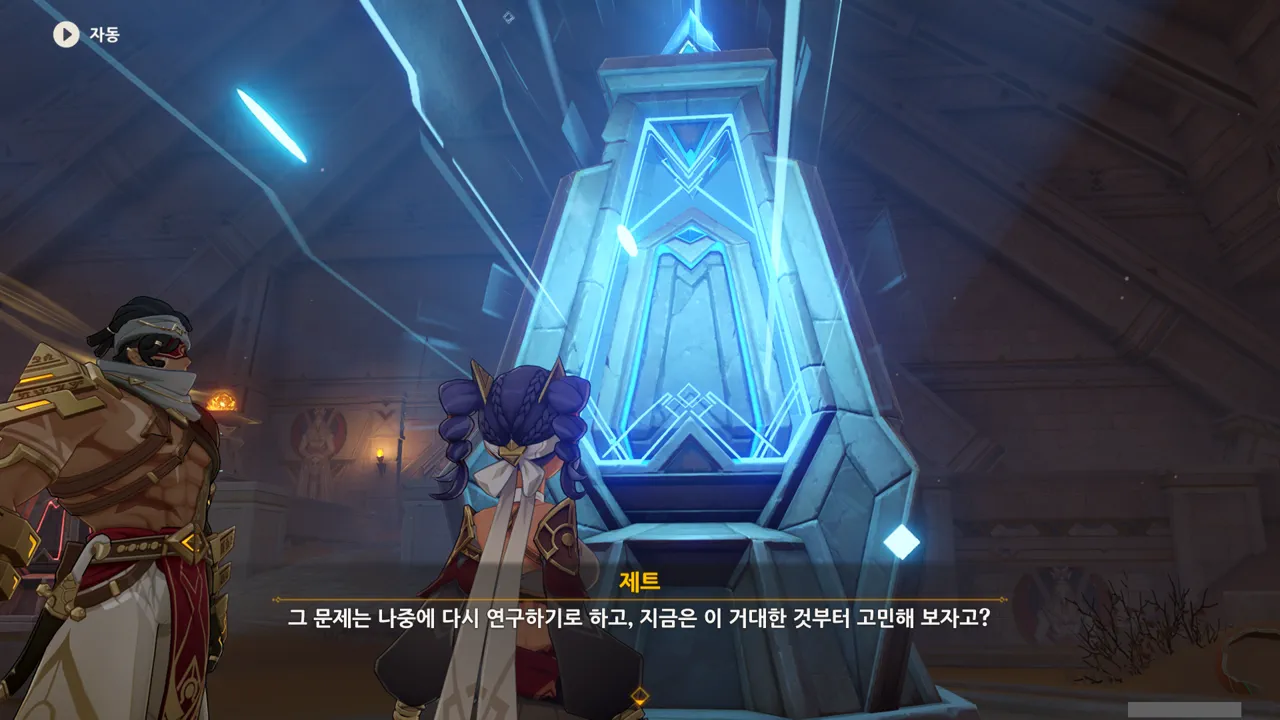 자동
제트
그 문제는 나중에 다시 연구하기로 하고, 지금은 이 거대한 것부터 고민해 보자고?